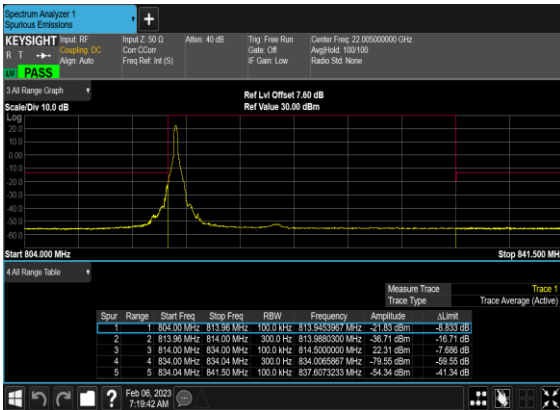 Spectrum Analyzer 1
Spurious Emissions
+
KEYSIGHT Input: RF Input Z: 50 Ω Atten: 40 dB Trig: Free Run Center Freq: 22.005000000 GHz
R T Coupling: DC Corr CCorr Gate: Off Avg|Hold: 100/100
Align: Auto Freq Ref: Int (S) IF Gain: Low Radio Std: None
LW PASS
3 All Range Graph
Ref Lvl Offset 7.60 dB
Scale/Div 10.0 dB Ref Value 30.00 dBm
Log
20.0
10.0
0.00
-10.0
-20.0
-30.0
-40.0
-50.0
-60.0
Start 804.000 MHz Stop 841.500 MH
4 All Range Table
Measure Trace Trace 1
Trace Type Trace Average (Active)
Spur Range Start Freq Stop Freq RBW Frequency Amplitude ΔLimit
1 1 804.00 MHz 813.96 MHz 100.0 kHz 813.9453967 MHz -21.83 dBm -8.833 dB
2 2 813.96 MHz 814.00 MHz 300.0 Hz 813.9880300 MHz -36.71 dBm -16.71 dB
3 3 814.00 MHz 834.00 MHz 100.0 kHz 814.5000000 MHz 22.31 dBm -7.686 dB
4 4 834.00 MHz 834.04 MHz 300.0 Hz 834.0065867 MHz -79.55 dBm -59.55 dB
5 5 834.04 MHz 841.50 MHz 100.0 kHz 837.6073233 MHz -54.34 dBm -41.34 dB
?
Feb 06, 2023
7:19:42 AM